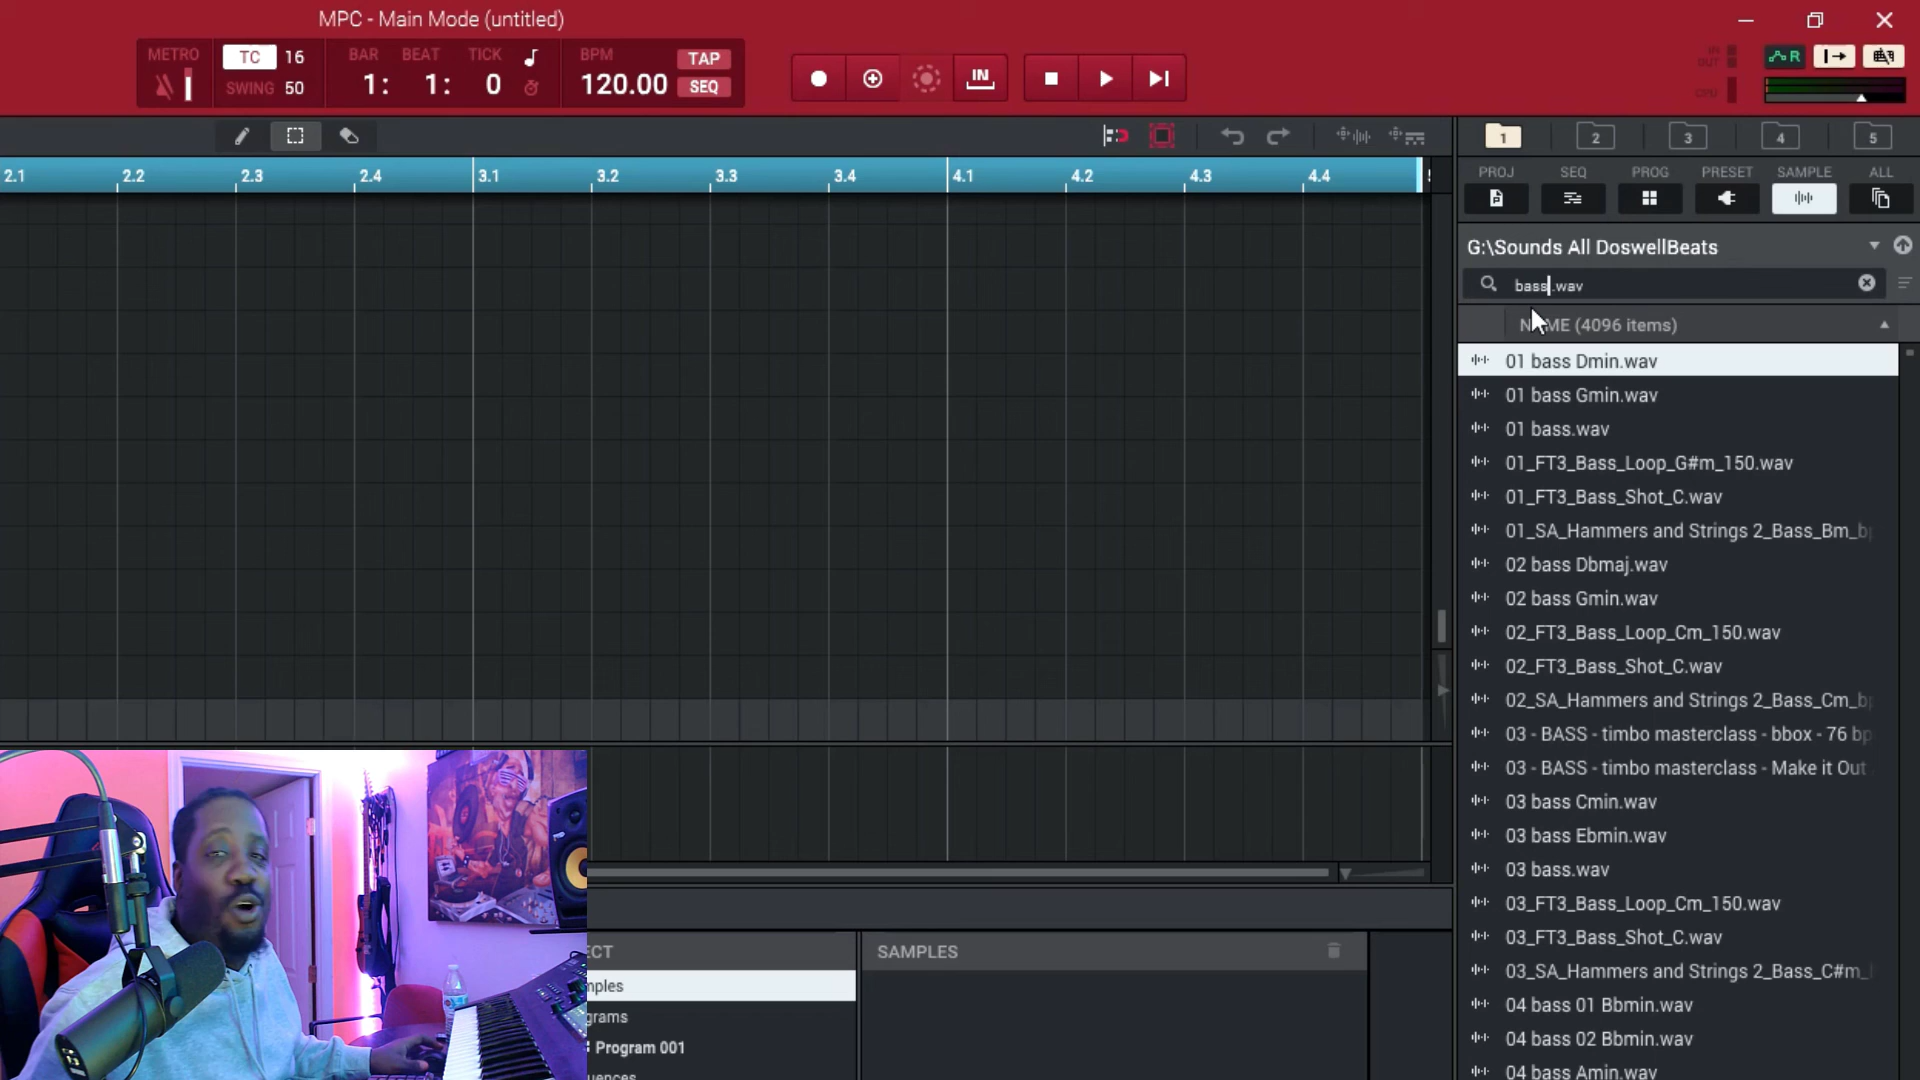 MPC - Main Mode (untitled)
METRO
TC 16
SWING 50
BAR BEAT TICK
1: 1: 0
BPM
120.00
TAP
SEQ
IN
IN
OUT
CPU
R
1 2 3 4 5
PROJ SEQ PROG PRESET SAMPLE ALL
2.1 2.2 2.3 2.4 3.1 3.2 3.3 3.4 4.1 4.2 4.3 4.4
G:\Sounds All DoswellBeats
bass.wav
(4096 items)
01 bass Dmin.wav
01 bass Gmin.wav
01 bass.wav
01_FT3_Bass_Loop_G#m_150.wav
01_FT3_Bass_Shot_C.wav
01_SA_Hammers and Strings 2_Bass_Bm_b
02 bass Dbmaj.wav
02 bass Gmin.wav
02_FT3_Bass_Loop_Cm_150.wav
02_FT3_Bass_Shot_C.wav
02_SA_Hammers and Strings 2_Bass_Cm_b
03 - BASS - timbo masterclass - bbox - 76 bp
03 - BASS - timbo masterclass - Make it Out
03 bass Cmin.wav
03 bass Ebmin.wav
03 bass.wav
03_FT3_Bass_Loop_Cm_150.wav
03_FT3_Bass_Shot_C.wav
03_SA_Hammers and Strings 2_Bass_C#m_
04 bass 01 Bbmin.wav
04 bass 02 Bbmin.wav
04 bass Amin.wav
ECT
mples
grams
Program 001
uences
SAMPLES